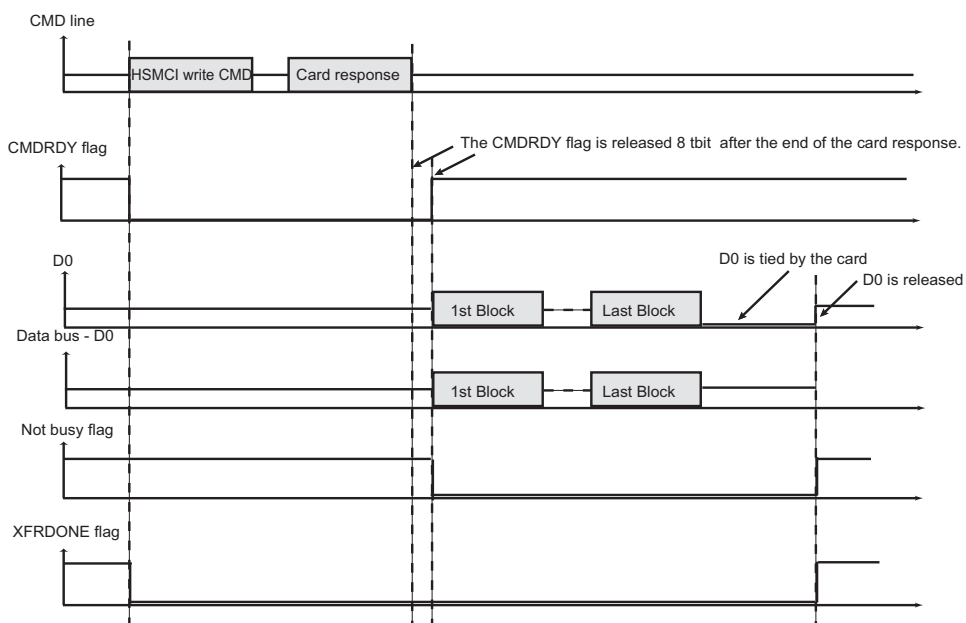 CMD line
HSMCI write CMD
Card response
CMDRDY flag
The CMDRDY flag is released 8 tbit after the end of the card response.
D0
1st Block
Last Block
D0 is tied by the card
D0 is released
Data bus - D0
1st Block
Last Block
Not busy flag
XFRDONE flag